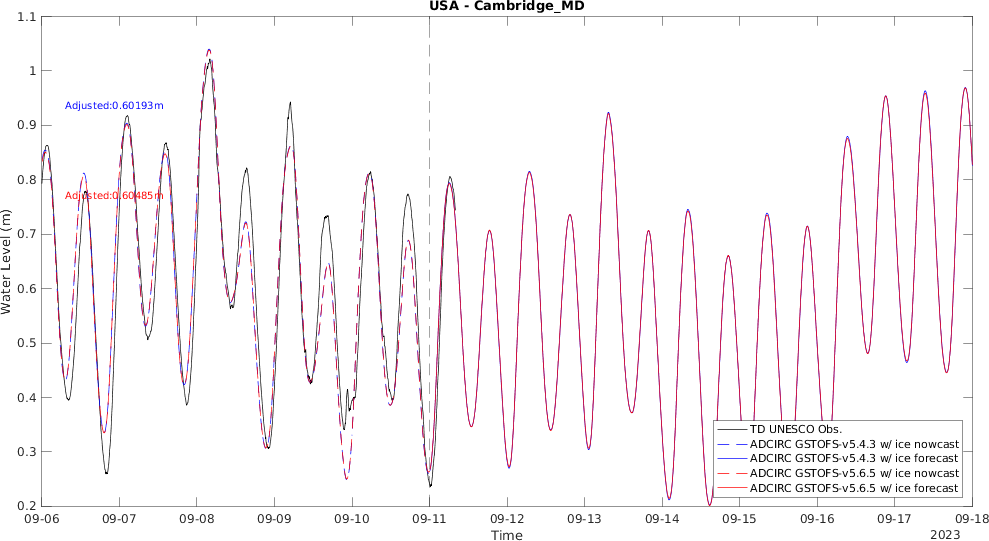 USA - Cambridge_MD
1.1
1
0.9
0.8
0.7
0.6
0.5
0.4
0.3
0.2
Water Level (m)
Adjusted:0.60193m
Adjusted:0.60485m
TD UNESCO Obs.
ADCIRC GSTOFS-v5.4.3 w/ ice nowcast
ADCIRC GSTOFS-v5.4.3 w/ ice forecast
ADCIRC GSTOFS-v5.6.5 w/ ice nowcast
ADCIRC GSTOFS-v5.6.5 w/ ice forecast
09-06 09-07 09-08 09-09 09-10 09-11 09-12 09-13 09-14 09-15 09-16 09-17 09-18
Time
2023